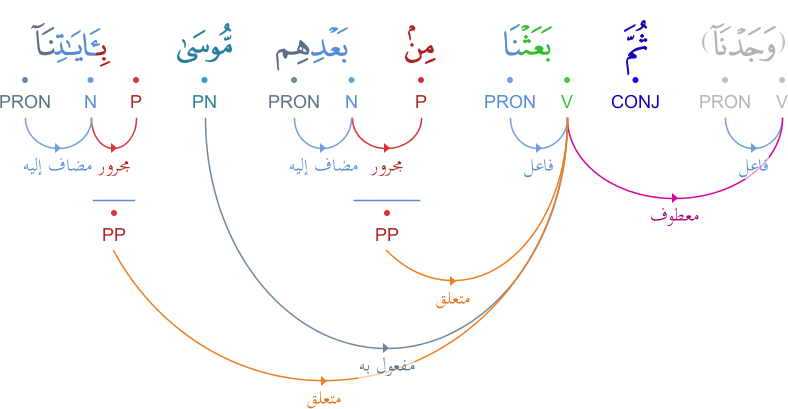 (وَجَدْنَآ) ثُمَّ بَعَثْنَا مِنۢ بَعْدِهِم مُّوسَىٰ بِـَٔايَـٰتِنَآ
V PRON CONJ V PRON P N PRON PN P N PRON
فاعل فاعل مجرور مضاف إليه مجرور مضاف إليه
معطوف
PP PP
متعلق
مفعول به
متعلق